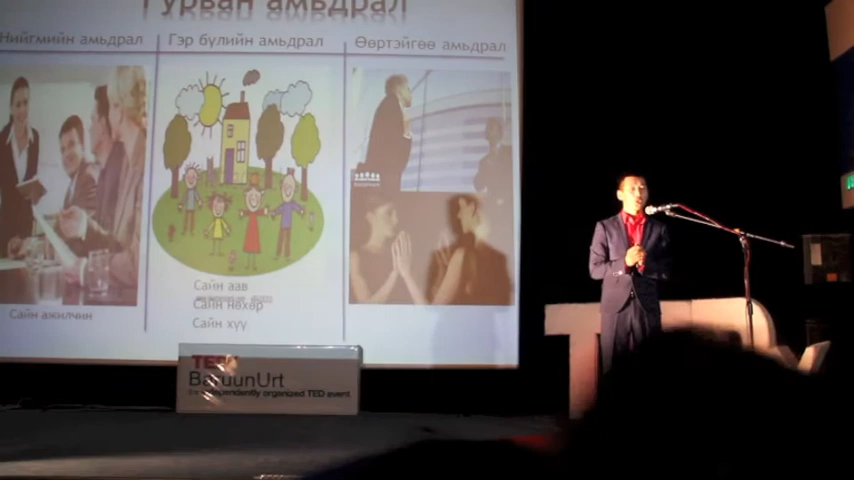 Гурван амьдрал
Нийгмийн амьдрал
Гэр бүлийн амьдрал
Өөртэйгөө амьдрал
Сайн аав
Сайн нөхөр
Сайн хүү
Сайн ажилчин
TEDx
BaruunUrt
independently organized TED event